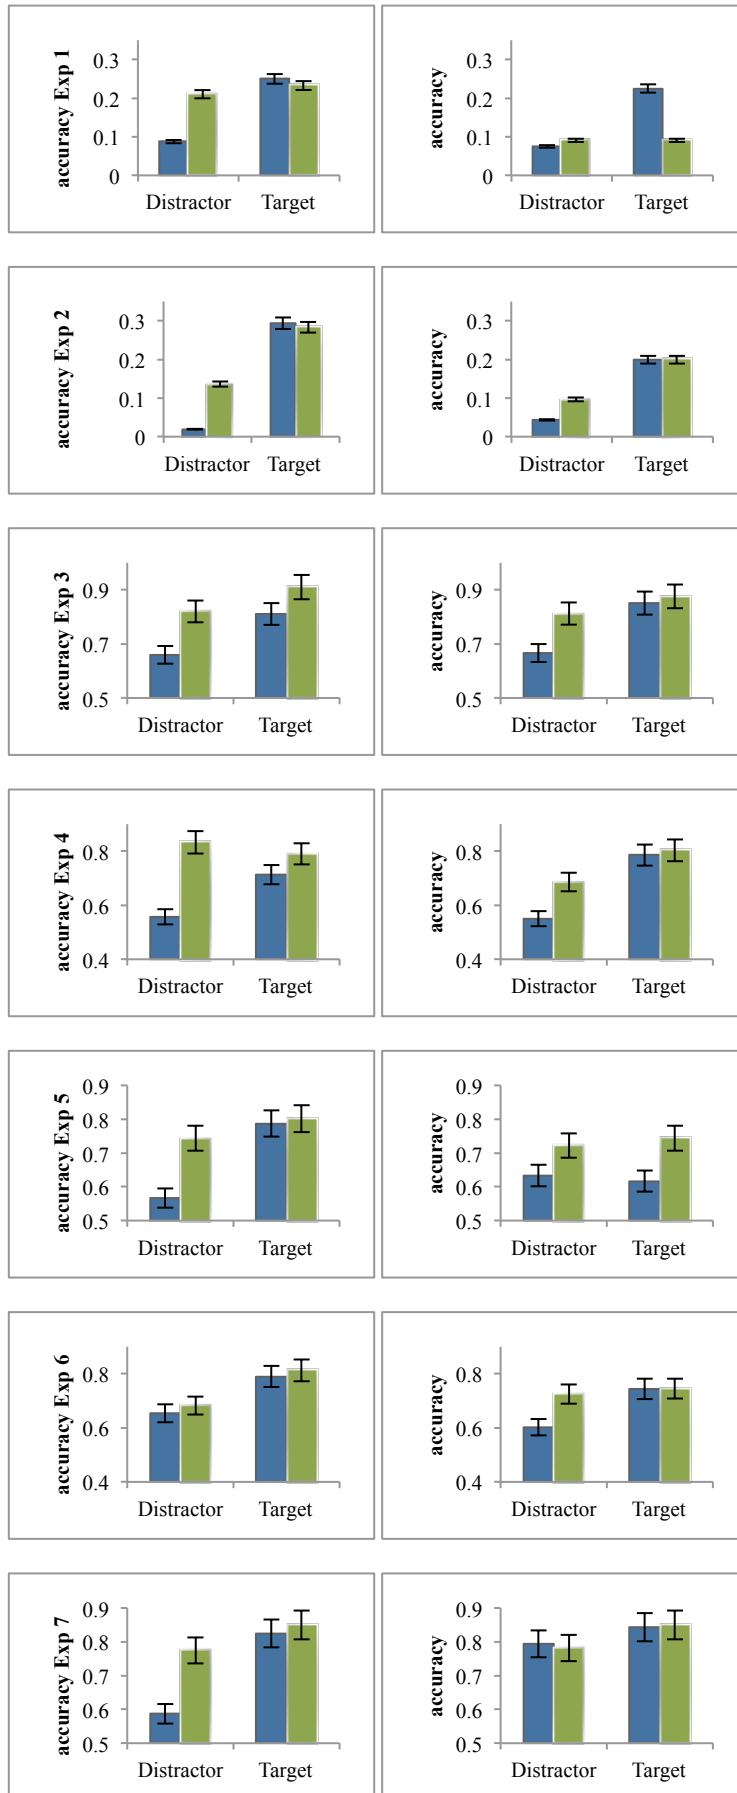 accuracy Exp 1
0.3
0.2
0.1
0
Distractor Target
accuracy
0.3
0.2
0.1
0
Distractor Target
accuracy Exp 2
0.3
0.2
0.1
0
Distractor Target
accuracy
0.3
0.2
0.1
0
Distractor Target
accuracy Exp 3
0.9
0.7
0.5
Distractor Target
accuracy
0.9
0.7
0.5
Distractor Target
accuracy Exp 4
0.8
0.6
0.4
Distractor Target
accuracy
0.8
0.6
0.4
Distractor Target
accuracy Exp 5
0.9
0.8
0.7
0.6
0.5
Distractor Target
accuracy
0.9
0.8
0.7
0.6
0.5
Distractor Target
accuracy Exp 6
0.8
0.6
0.4
Distractor Target
accuracy
0.8
0.6
0.4
Distractor Target
accuracy Exp 7
0.9
0.8
0.7
0.6
0.5
Distractor Target
accuracy
0.9
0.8
0.7
0.6
0.5
Distractor Target